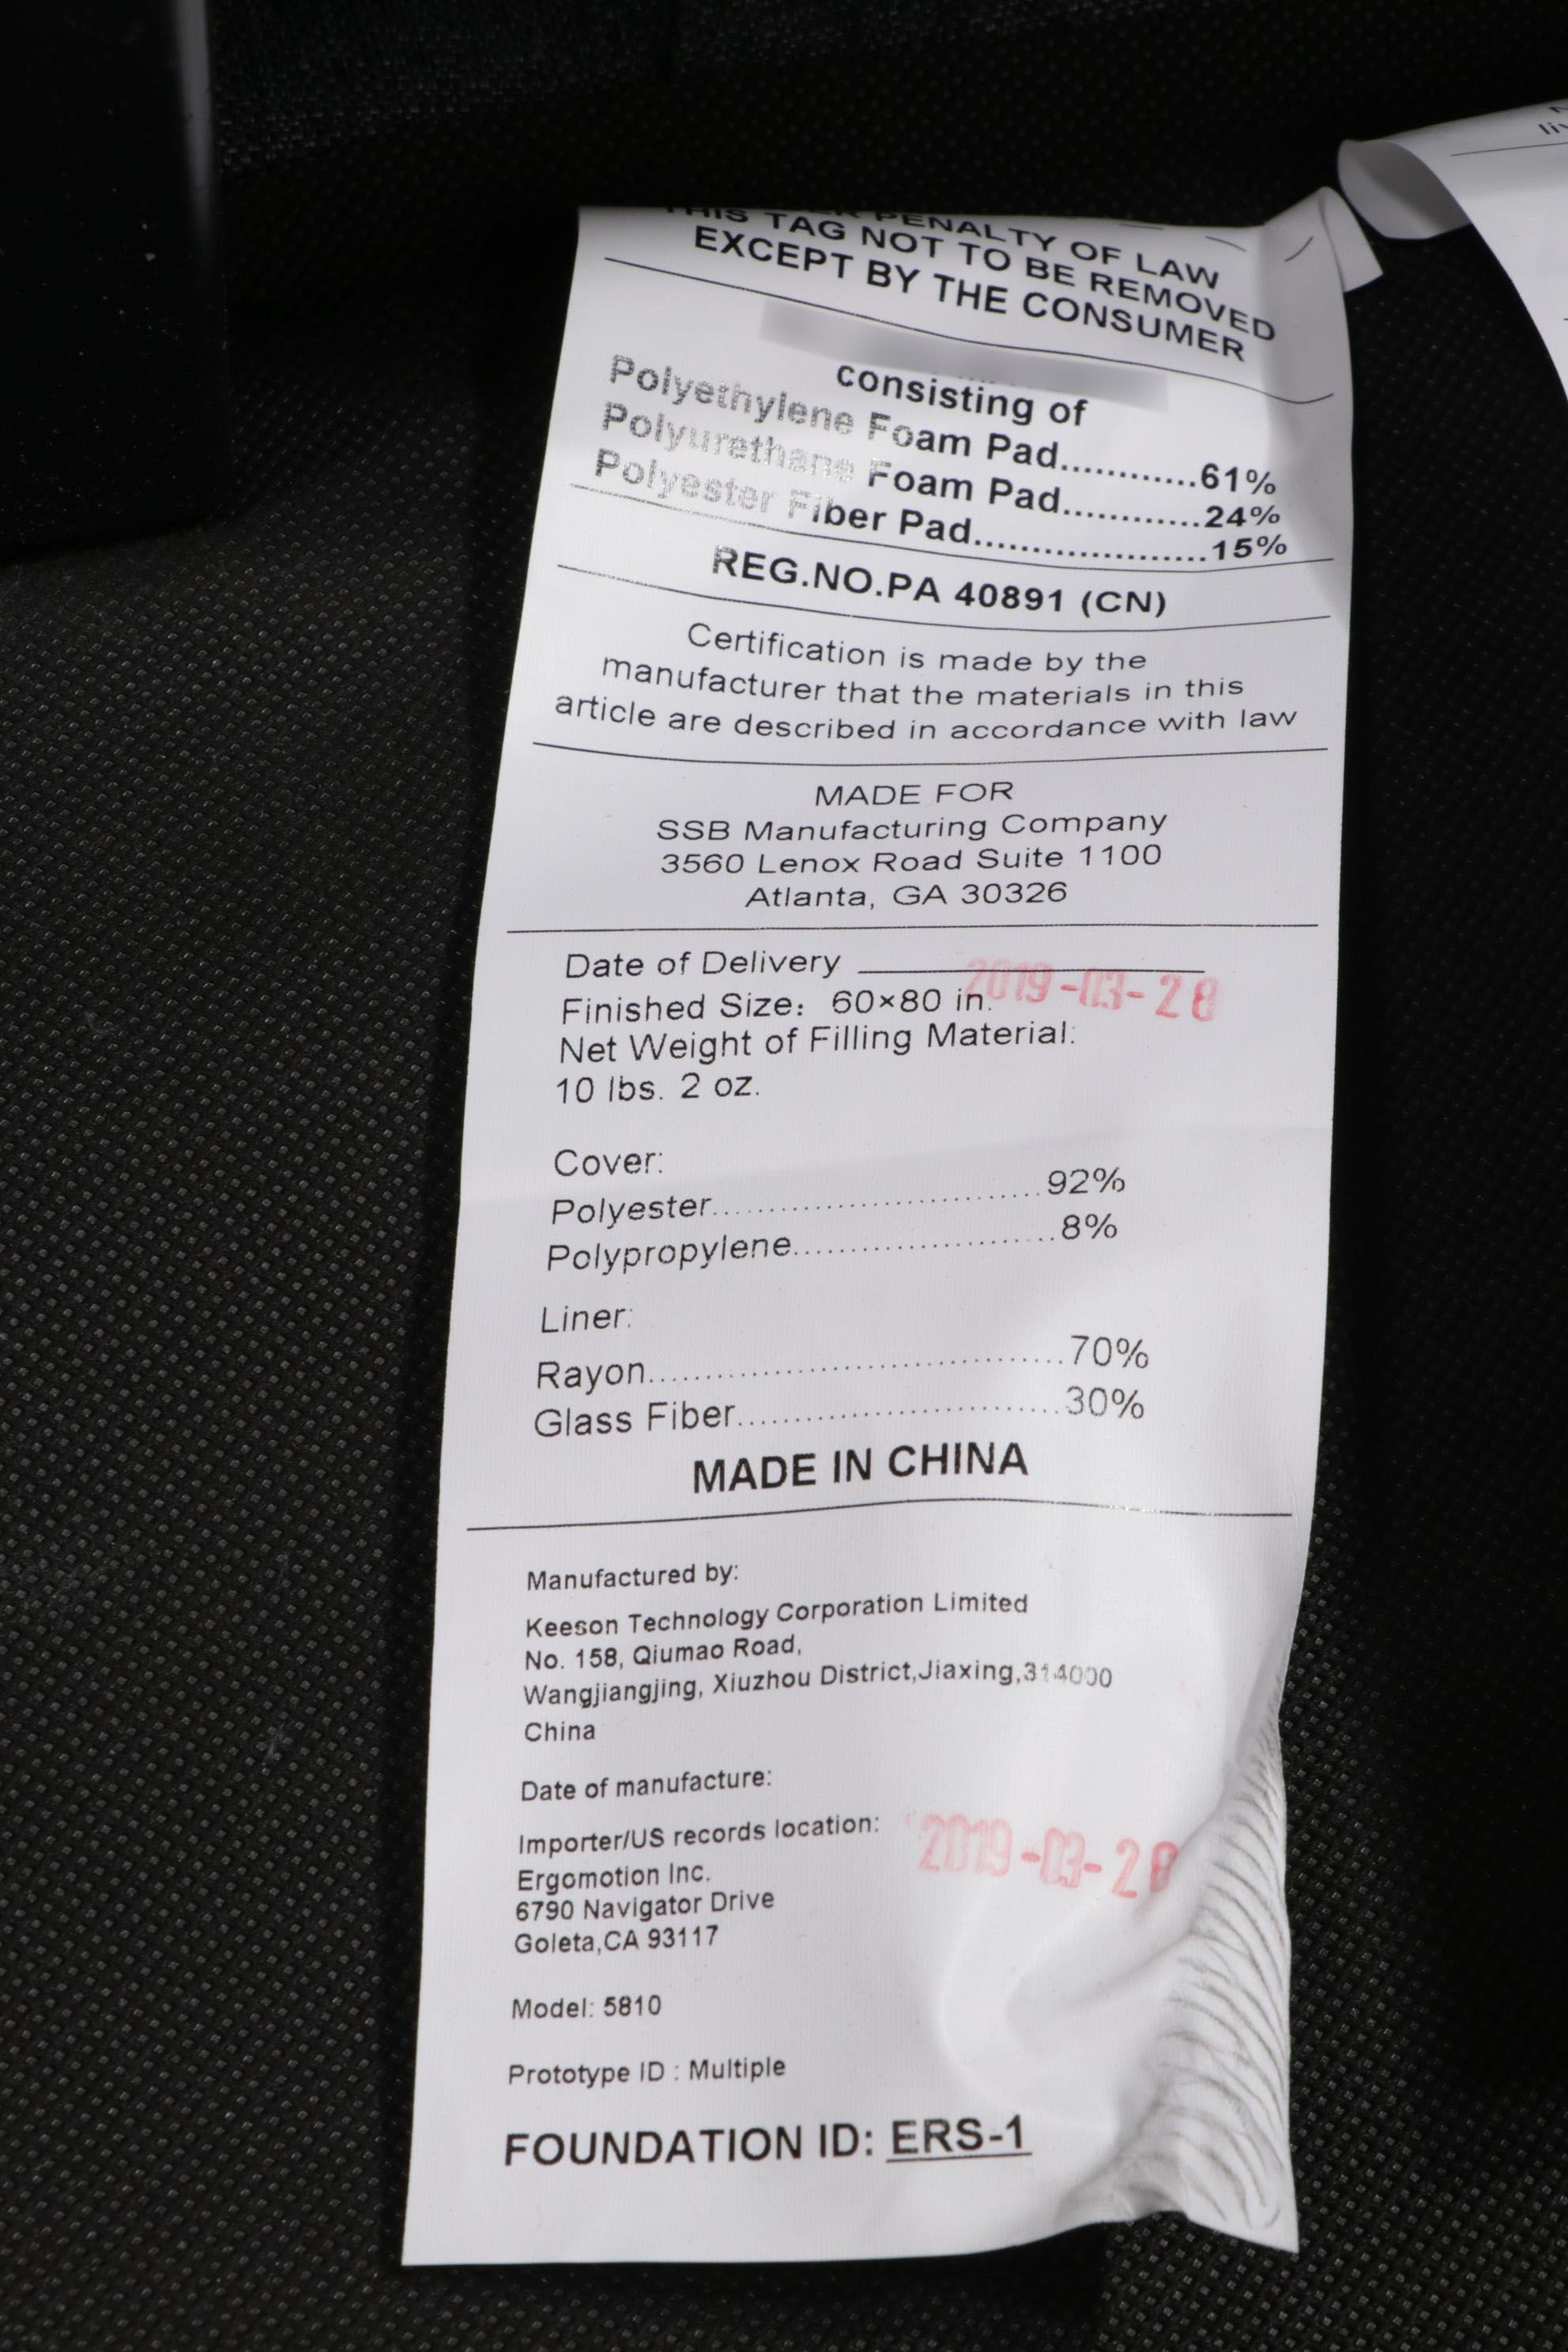 PENALTY OF LAW
THIS TAG NOT TO BE REMOVED
EXCEPT BY THE CONSUMER
consisting of
Polyethylene Foam Pad............61%
Polyurethane Foam Pad............24%
Polyester Fiber Pad....................15%
REG.NO.PA 40891 (CN)
Certification is made by the
manufacturer that the materials in this
article are described in accordance with law
MADE FOR
SSB Manufacturing Company
3560 Lenox Road Suite 1100
Atlanta, GA 30326
Date of Delivery
2019-03-28
Finished Size: 60×80 in.
Net Weight of Filling Material:
10 lbs. 2 oz.
Cover:
Polyester..............................92%
Polypropylene........................8%
Liner:
Rayon.....................................70%
Glass Fiber.............................30%
MADE IN CHINA
Manufactured by:
Keeson Technology Corporation Limited
No. 158, Qiumao Road,
Wangjiangjing, Xiuzhou District,Jiaxing,314000
China
Date of manufacture:
2019-03-28
Importer/US records location:
Ergomotion Inc.
6790 Navigator Drive
Goleta,CA 93117
Model: 5810
Prototype ID : Multiple
FOUNDATION ID: ERS-1